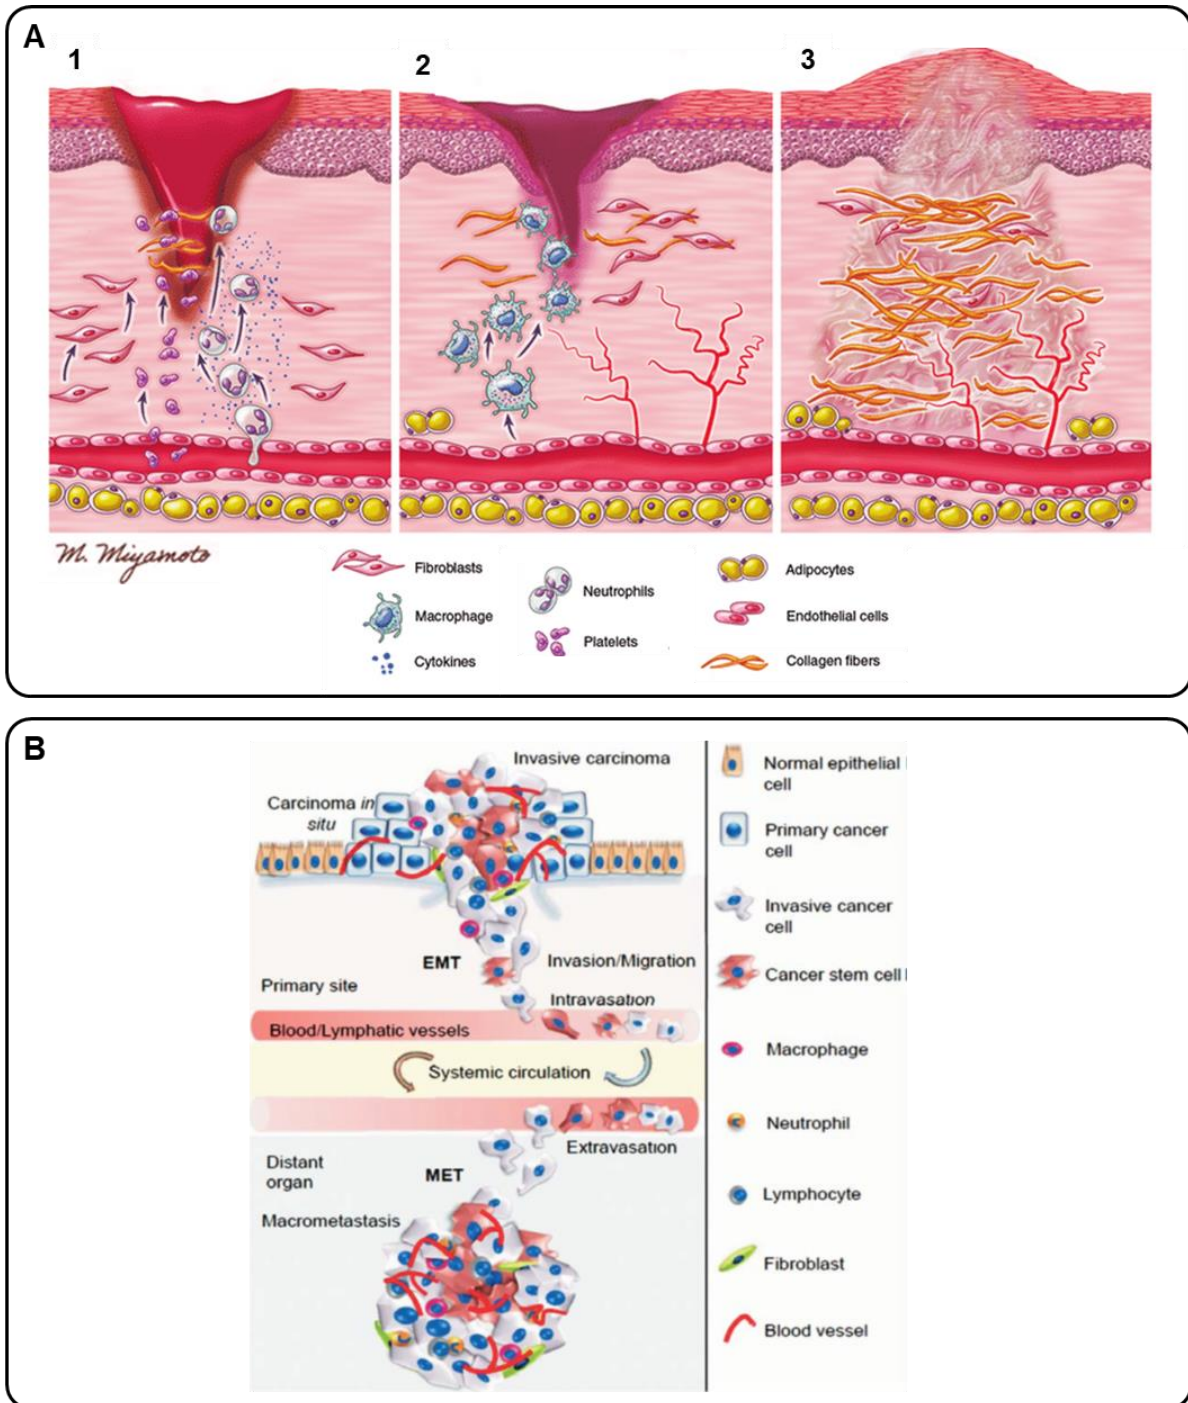 A
1
2
3
M. Miyamoto
Fibroblasts
Macrophage
Cytokines
Neutrophils
Platelets
Adipocytes
Endothelial cells
Collagen fibers
B
Invasive carcinoma
Carcinoma in
situ
EMT
Invasion/Migration
Primary site
Intravasation
Blood/Lymphatic vessels
Systemic circulation
Extravasation
Distant
organ
MET
Macrometastasis
Normal epithelial
cell
Primary cancer
cell
Invasive cancer
cell
Cancer stem cell
Macrophage
Neutrophil
Lymphocyte
Fibroblast
Blood vessel